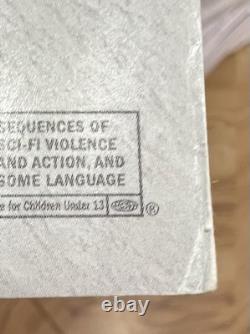 SEQUENCES OF
SCI-FI VIOLENCE
AND ACTION, AND
SOME LANGUAGE
e for Children Under 13 ®